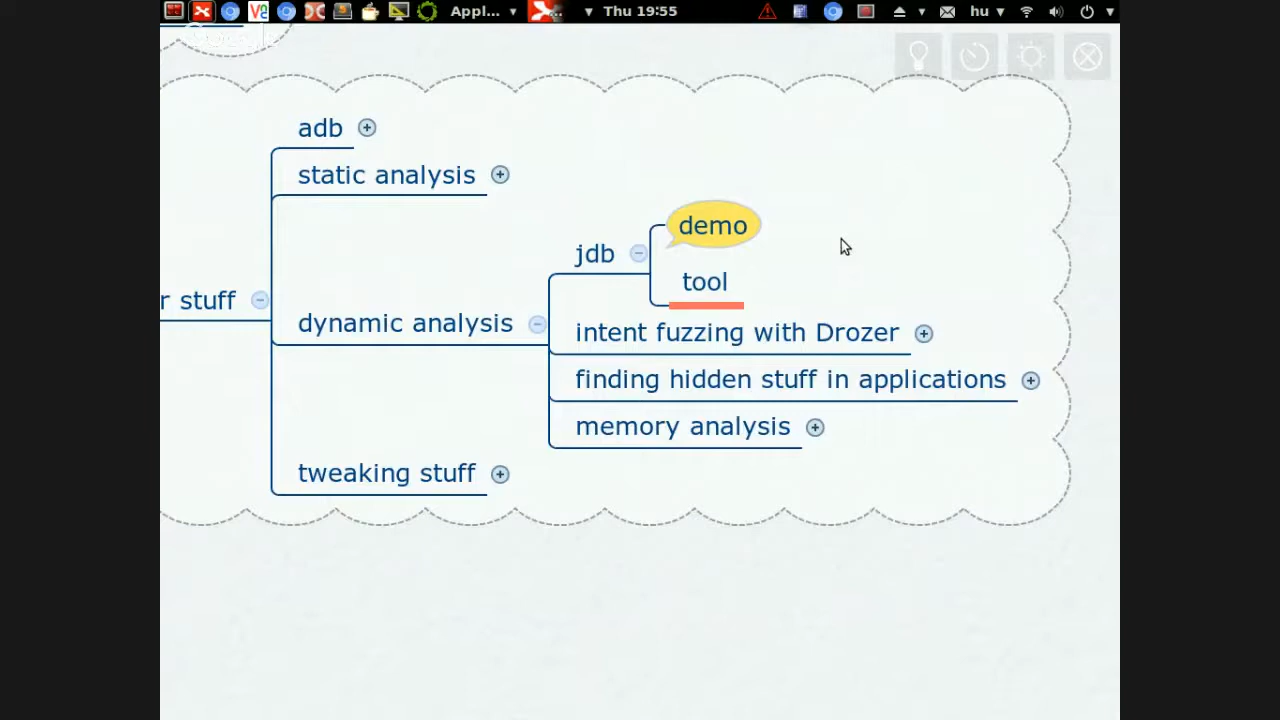 Appl... Thu 19:55 hu
adb
static analysis
demo
jdb
tool
r stuff
dynamic analysis
intent fuzzing with Drozer
finding hidden stuff in applications
memory analysis
tweaking stuff